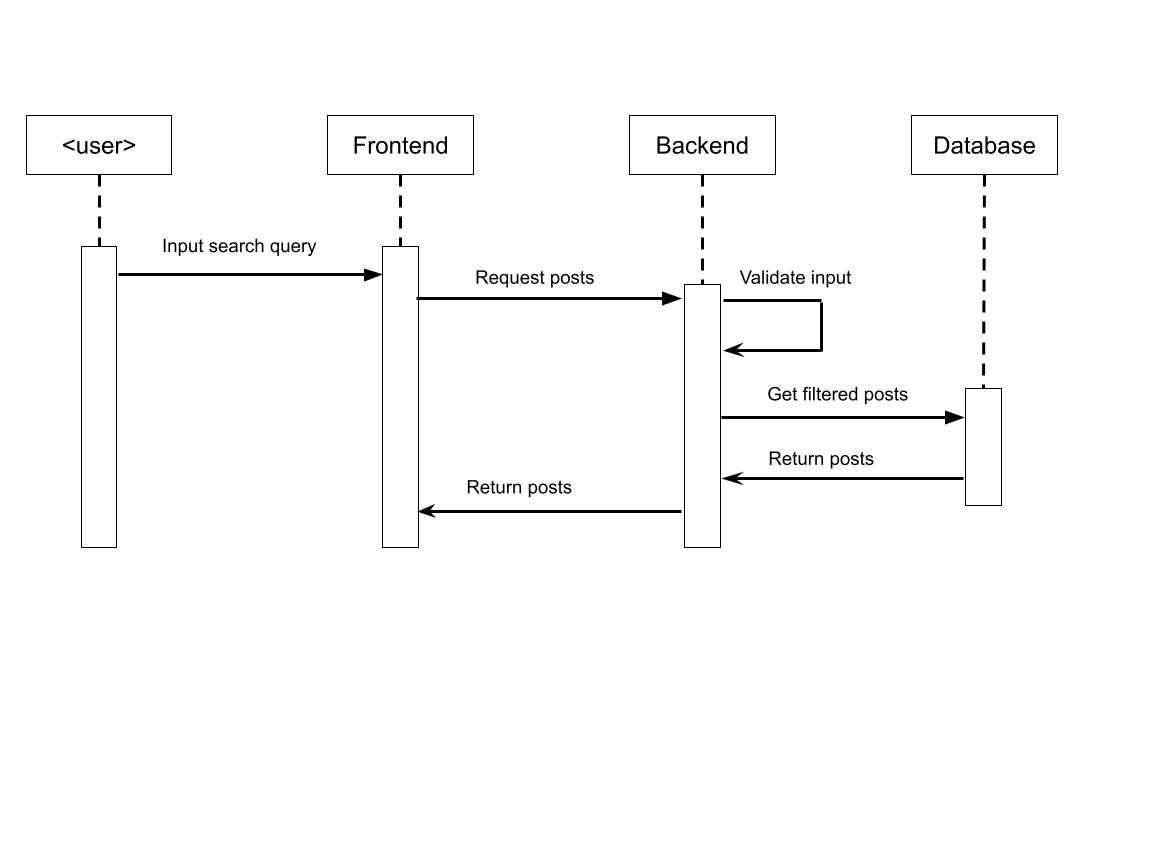 <user>
Frontend
Backend
Database
Input search query
Request posts
Validate input
Get filtered posts
Return posts
Return posts